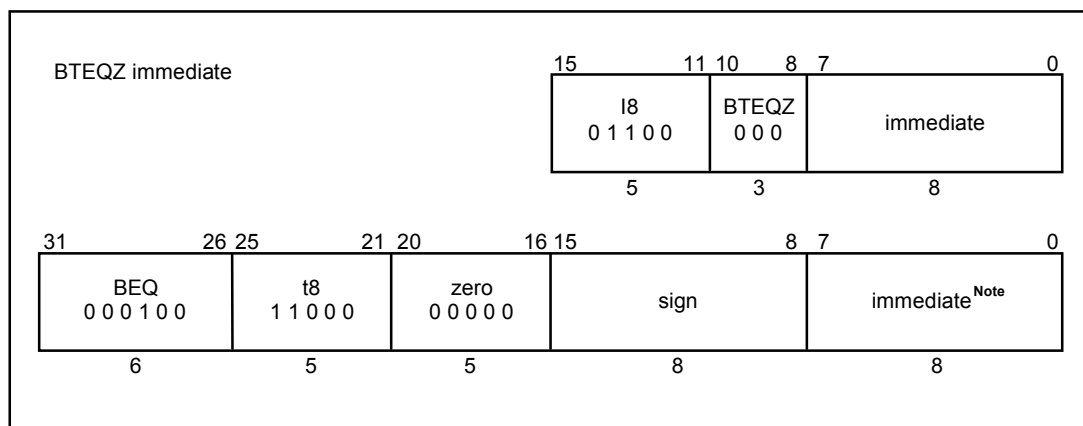 BTEQZ immediate
15 11 10 8 7 0
I8 BTEQZ immediate
0 1 1 0 0 0 0 0
5 3 8
31 26 25 21 20 16 15 8 7 0
BEQ t8 zero sign immediate Note
0 0 0 1 0 0 1 1 0 0 0 0 0 0 0 0
6 5 5 8 8